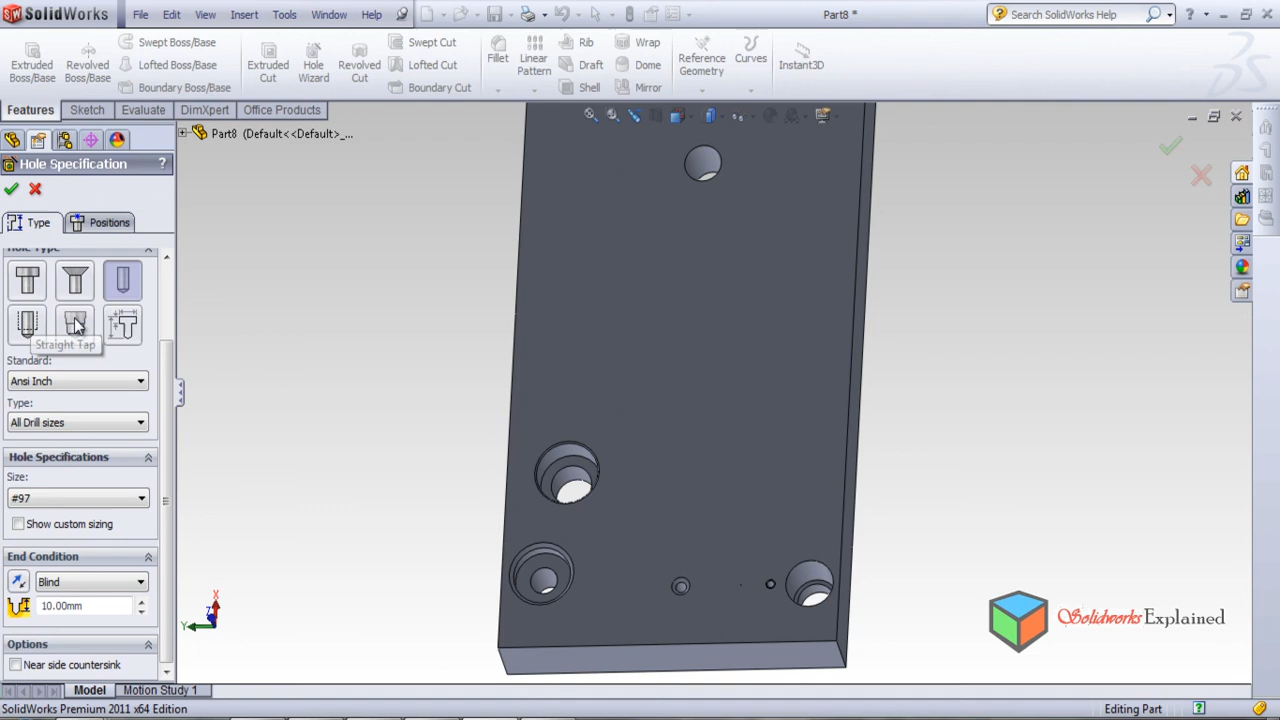 SolidWorks File Edit View Insert Tools Window Help Part8 * Search SolidWorks Help
Extruded Boss/Base
Revolved Boss/Base
Swept Boss/Base
Lofted Boss/Base
Boundary Boss/Base
Extruded Cut
Hole Wizard
Revolved Cut
Swept Cut
Lofted Cut
Boundary Cut
Fillet
Linear Pattern
Rib
Draft
Shell
Wrap
Dome
Mirror
Reference Geometry
Curves
Instant3D
Features Sketch Evaluate DimXpert Office Products
Part8 (Default<<Default>_...
Hole Specification ?
Type Positions
Hole Type
Straight Tap
Standard:
Ansi Inch
Type:
All Drill sizes
Hole Specifications
Size:
#97
Show custom sizing
End Condition
Blind
10.00mm
Options
Near side countersink
X
Y
Z
Solidworks Explained
Model Motion Study 1
SolidWorks Premium 2011 x64 Edition Editing Part